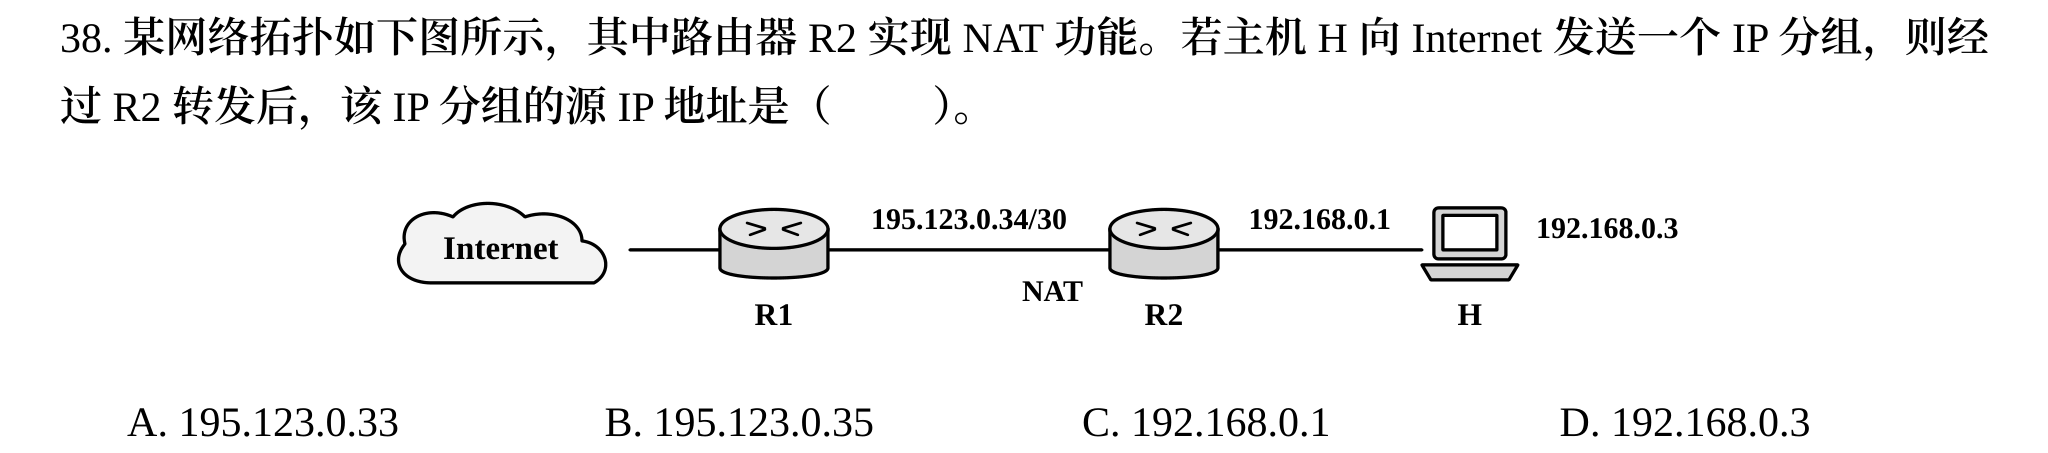 38. 某网络拓扑如下图所示，其中路由器 R2 实现 NAT 功能。若主机 H 向 Internet 发送一个 IP 分组，则经
过 R2 转发后，该 IP 分组的源 IP 地址是（　　）。
Internet
195.123.0.34/30
192.168.0.1
192.168.0.3
NAT
R1
R2
H
A. 195.123.0.33
B. 195.123.0.35
C. 192.168.0.1
D. 192.168.0.3